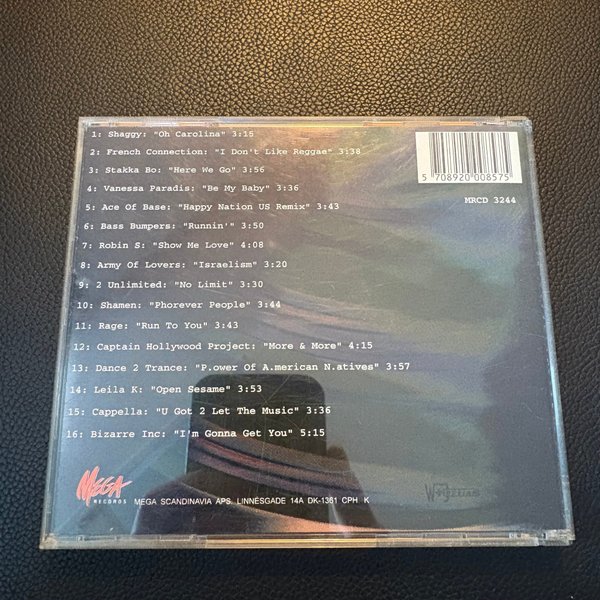 1: Shaggy: "Oh Carolina" 3:15
2: French Connection: "I Don't Like Reggae" 3:38
3: Stakka Bo: "Here We Go" 3:56
4: Vanessa Paradis: "Be My Baby" 3:36
5: Ace Of Base: "Happy Nation US Remix" 3:43
6: Bass Bumpers: "Runnin'" 3:50
7: Robin S: "Show Me Love" 4:08
8: Army Of Lovers: "Israelism" 3:20
9: 2 Unlimited: "No Limit" 3:30
10: Shamen: "Phorever People" 3:44
11: Rage: "Run To You" 3:43
12: Captain Hollywood Project: "More & More" 4:15
13: Dance 2 Trance: "P.ower Of A.merican N.atives" 3:57
14: Leila K: "Open Sesame" 3:53
15: Cappella: "U Got 2 Let The Music" 3:36
16: Bizarre Inc: "I'm Gonna Get You" 5:15
5 708920 008575
MRCD 3244
MEGA
RECORDS
MEGA SCANDINAVIA APS. LINNESGADE 14A DK-1361 CPH K